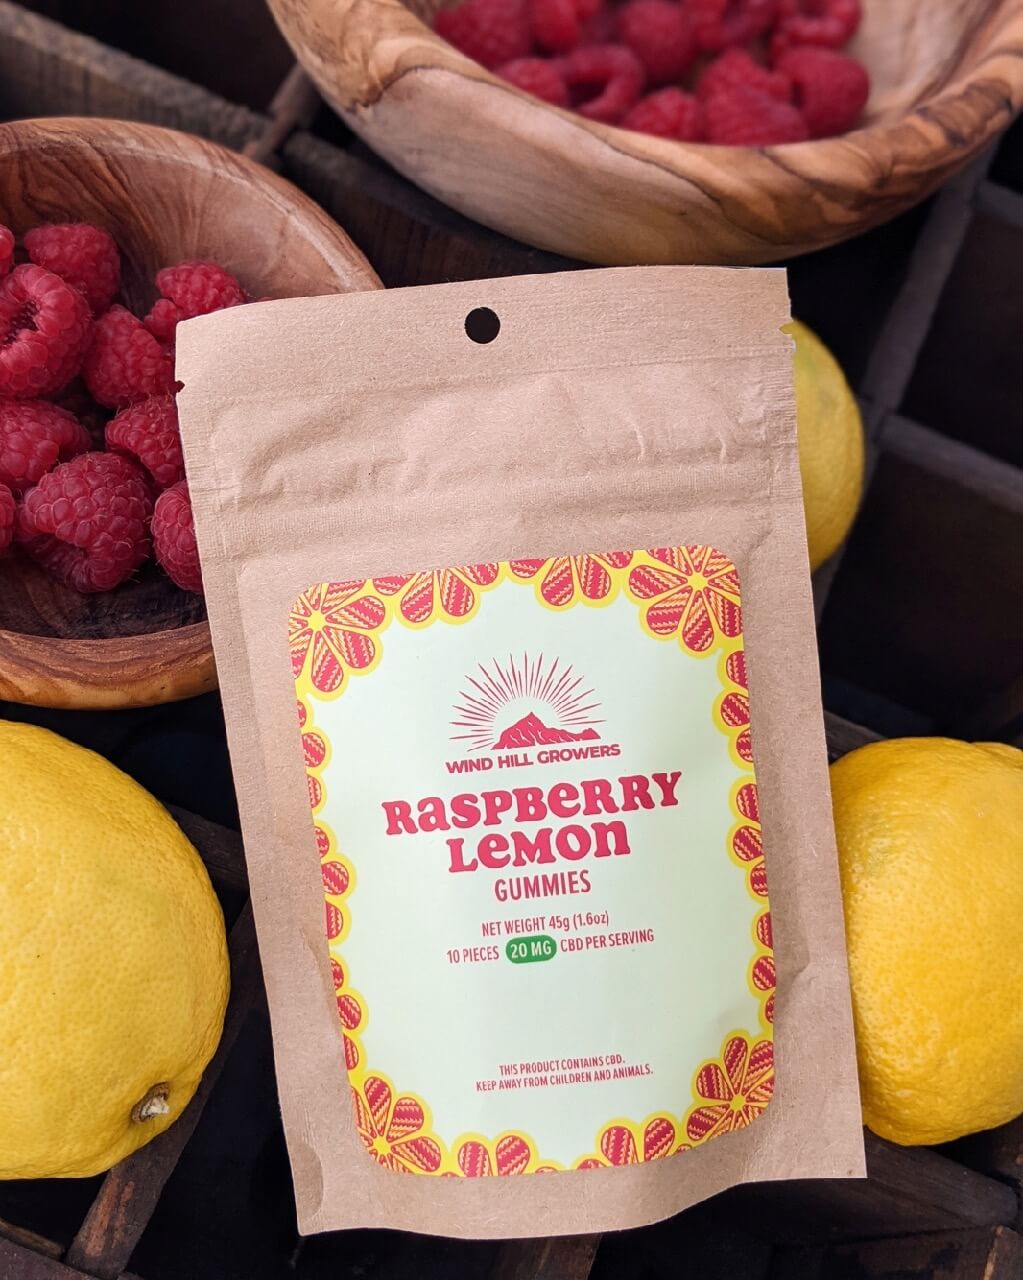 WIND HILL GROWERS
RaSPBeRRY
LeMON
GUMMIES
NET WEIGHT 45g (1.6oz)
10 PIECES 20 MG CBD PER SERVING
THIS PRODUCT CONTAINS CBD.
KEEP AWAY FROM CHILDREN AND ANIMALS.